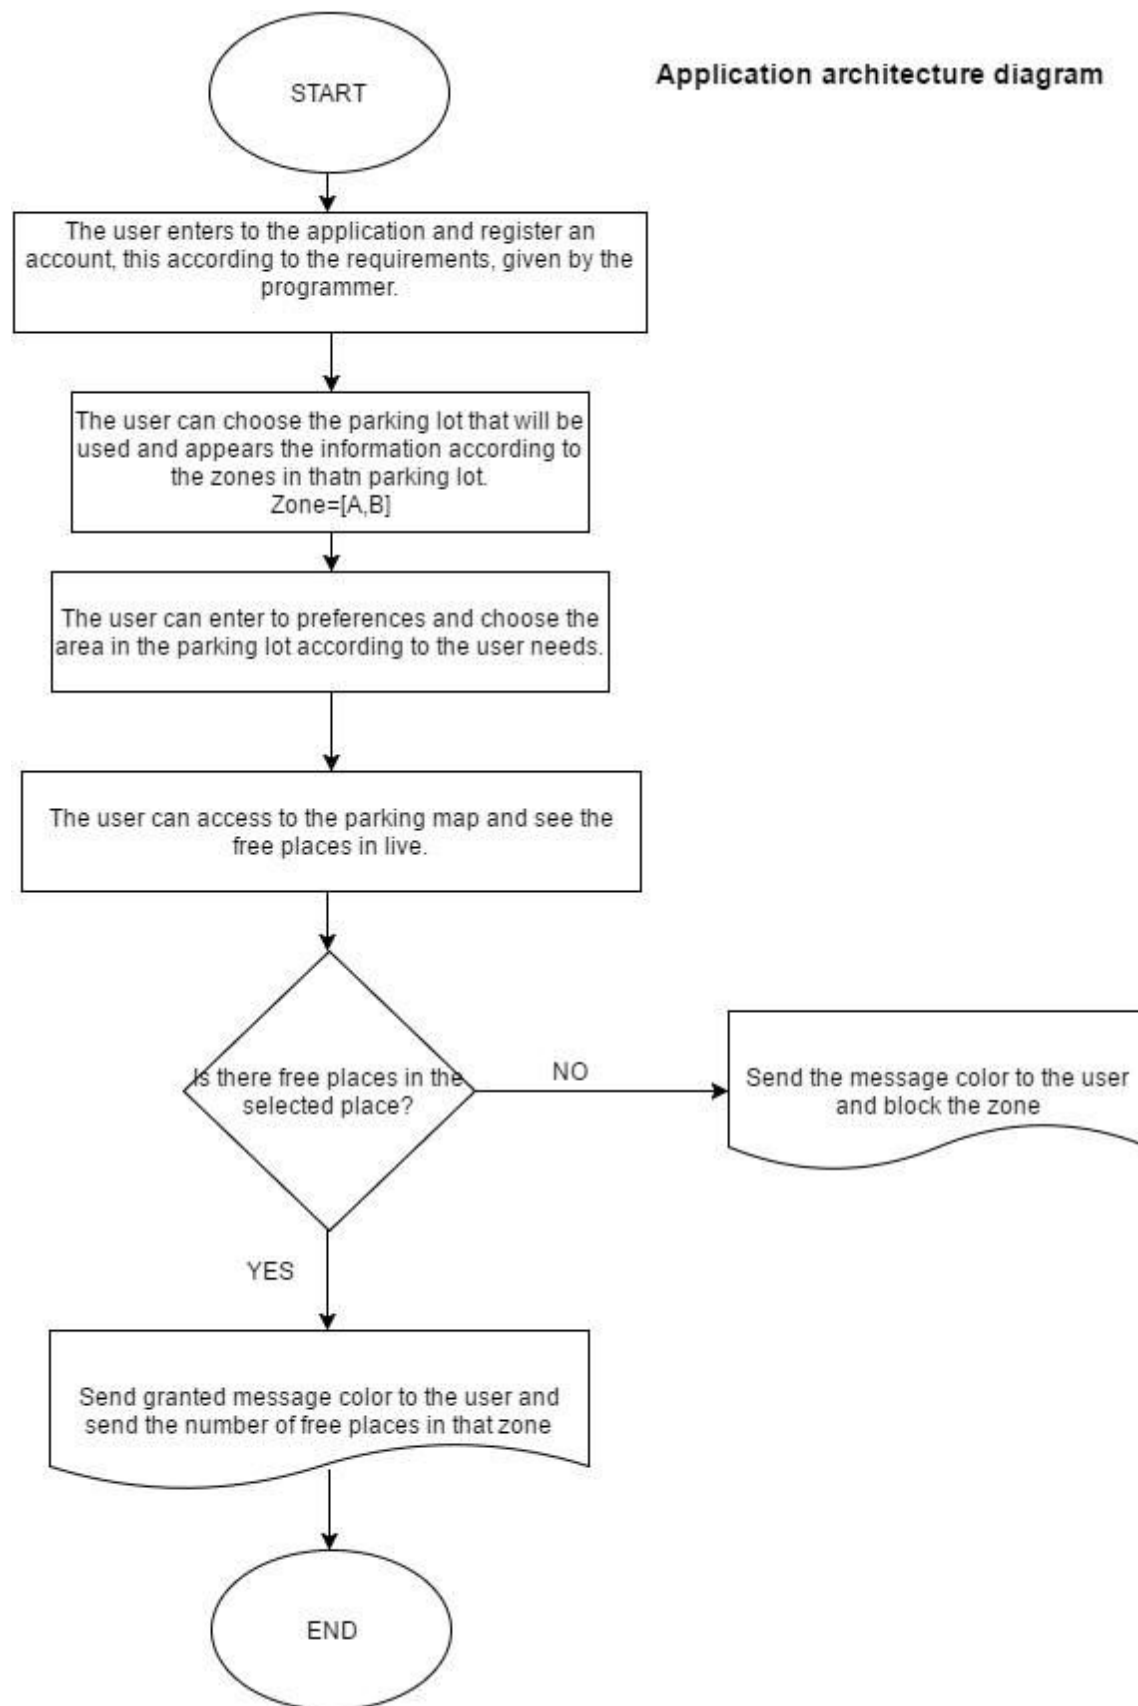 START
Application architecture diagram
The user enters to the application and register an
account, this according to the requirements, given by the
programmer.
The user can choose the parking lot that will be
used and appears the information according to
the zones in thatn parking lot.
Zone=[A,B]
The user can enter to preferences and choose the
area in the parking lot according to the user needs.
The user can access to the parking map and see the
free places in live.
Is there free places in the
selected place?
NO
Send the message color to the user
and block the zone
YES
Send granted message color to the user and
send the number of free places in that zone
END